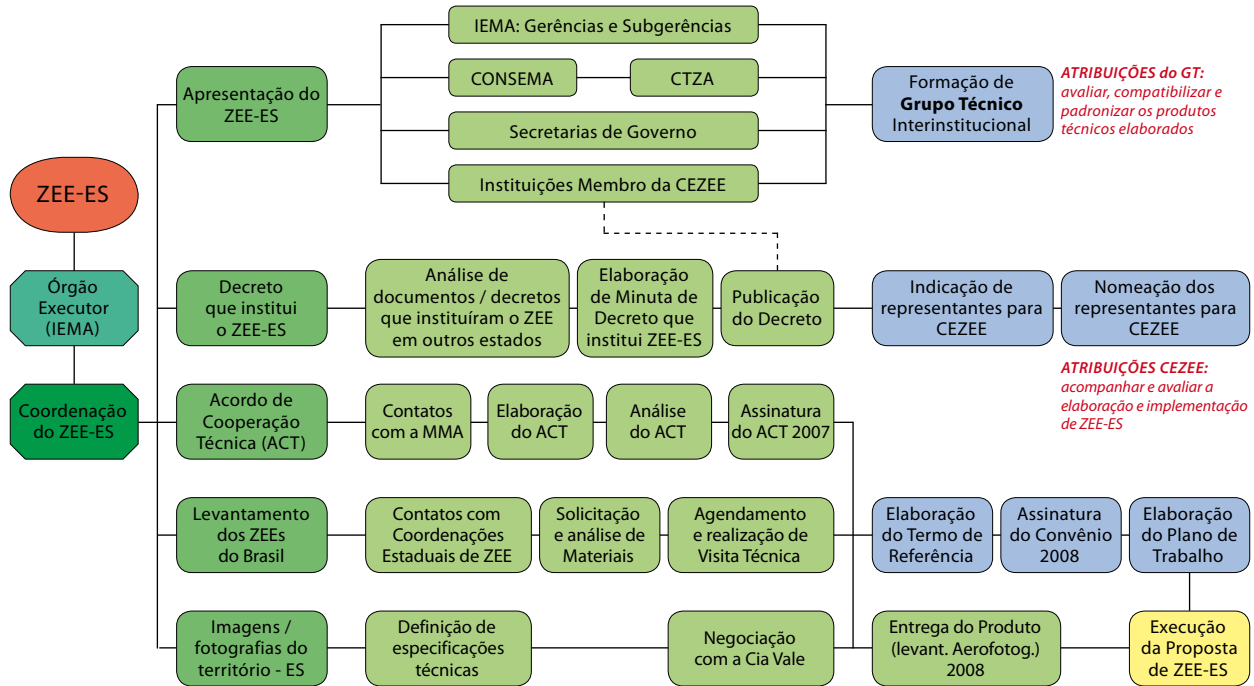 ZEE-ES
Órgão
Executor
(IEMA)
Coordenação
do ZEE-ES
Apresentação do
ZEE-ES
IEMA: Gerências e Subgerências
CONSEMA
CTZA
Secretarias de Governo
Instituições Membro da CEZEE
Formação de
Grupo Técnico
Interinstitucional
ATRIBUIÇÕES do GT:
avaliar, compatibilizar e
padronizar os produtos
técnicos elaborados
Decreto
que institui
o ZEE-ES
Análise de
documentos / decretos
que instituíram o ZEE
em outros estados
Elaboração
de Minuta de
Decreto que
institui ZEE-ES
Publicação
do Decreto
Indicação de
representantes para
CEZEE
Nomeação dos
representantes para
CEZEE
ATRIBUIÇÕES CEZEE:
acompanhar e avaliar a
elaboração e implementação
de ZEE-ES
Acordo de
Cooperação
Técnica (ACT)
Contatos
com a MMA
Elaboração
do ACT
Análise
do ACT
Assinatura
do ACT 2007
Levantamento
dos ZEEs
do Brasil
Contatos com
Coordenações
Estaduais de ZEE
Solicitação
e análise de
Materiais
Agendamento
e realização de
Visita Técnica
Elaboração
do Termo de
Referência
Assinatura
do Convênio
2008
Elaboração
do Plano de
Trabalho
Imagens /
fotografias do
território - ES
Definição de
especificações
técnicas
Negociação
com a Cia Vale
Entrega do Produto
(levant. Aerofotog.)
2008
Execução
da Proposta
de ZEE-ES